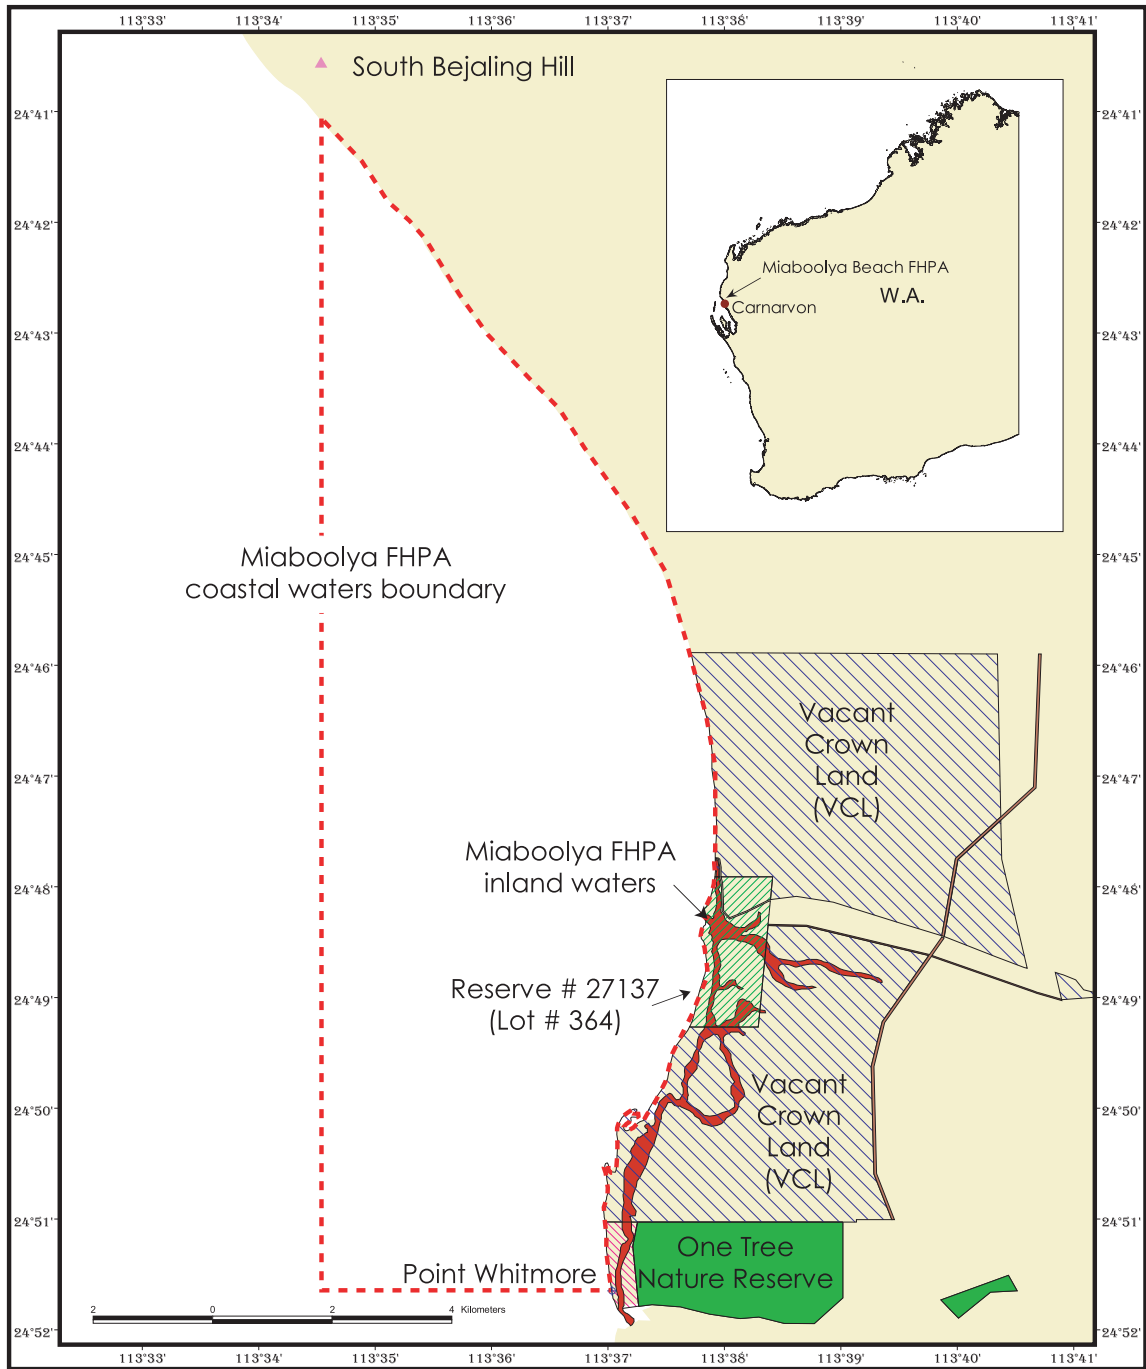 113°33' 113°34' 113°35' 113°36' 113°37' 113°38' 113°39' 113°40' 113°41'
South Bejaling Hill
24°41' 24°41'
24°42' 24°42'
Miaboolya Beach FHPA
W.A.
Carnarvon
24°43' 24°43'
24°44' 24°44'
24°45' 24°45'
Miaboolya FHPA
coastal waters boundary
24°46' 24°46'
Vacant
Crown
Land
(VCL)
24°47' 24°47'
Miaboolya FHPA
inland waters
24°48' 24°48'
Reserve # 27137
(Lot # 364)
24°49' 24°49'
Vacant
Crown
Land
(VCL)
24°50' 24°50'
24°51' 24°51'
One Tree
Nature Reserve
Point Whitmore
2 0 2 4 Kilometers
24°52' 24°52'
113°33' 113°34' 113°35' 113°36' 113°37' 113°38' 113°39' 113°40' 113°41'